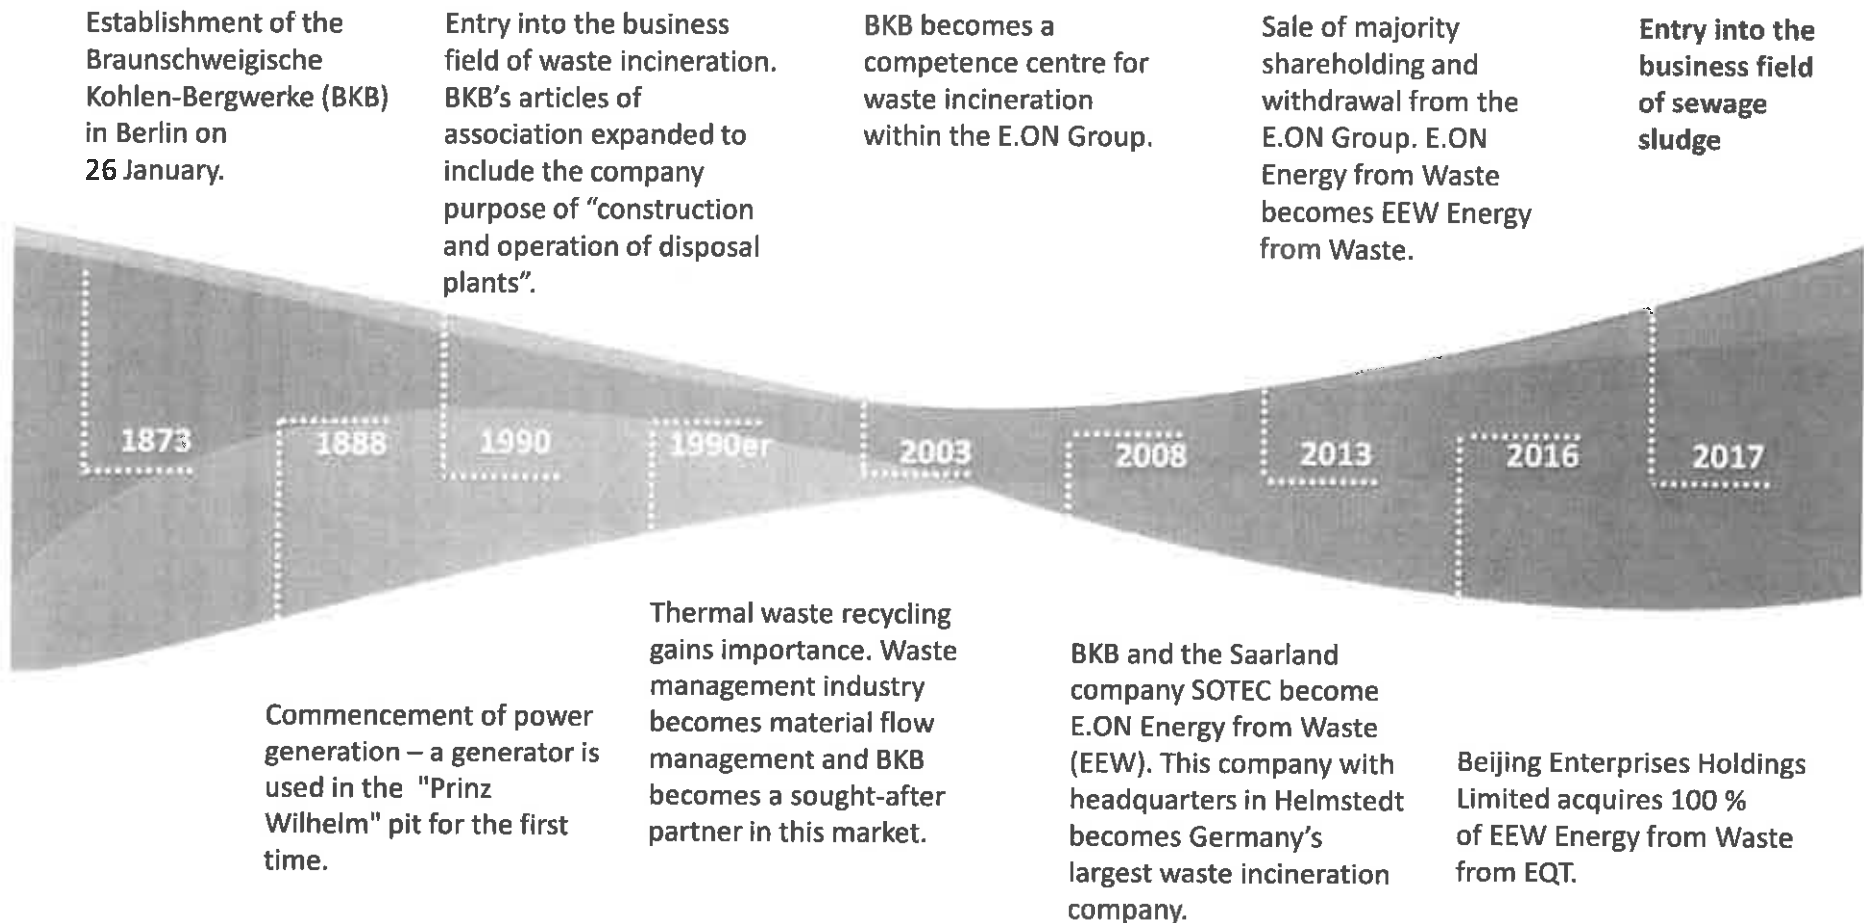 Establishment of the
Braunschweigische
Kohlen-Bergwerke (BKB)
in Berlin on
26 January.
Entry into the business
field of waste incineration.
BKB's articles of
association expanded to
include the company
purpose of “construction
and operation of disposal
plants”.
BKB becomes a
competence centre for
waste incineration
within the E.ON Group.
Sale of majority
shareholding and
withdrawal from the
E.ON Group. E.ON
Energy from Waste
becomes EEW Energy
from Waste.
Entry into the
business field
of sewage
sludge
1873
1888
1990
1990er
2003
2008
2013
2016
2017
Commencement of power
generation – a generator is
used in the "Prinz
Wilhelm" pit for the first
time.
Thermal waste recycling
gains importance. Waste
management industry
becomes material flow
management and BKB
becomes a sought-after
partner in this market.
BKB and the Saarland
company SOTEC become
E.ON Energy from Waste
(EEW). This company with
headquarters in Helmstedt
becomes Germany's
largest waste incineration
company.
Beijing Enterprises Holdings
Limited acquires 100 %
of EEW Energy from Waste
from EQT.